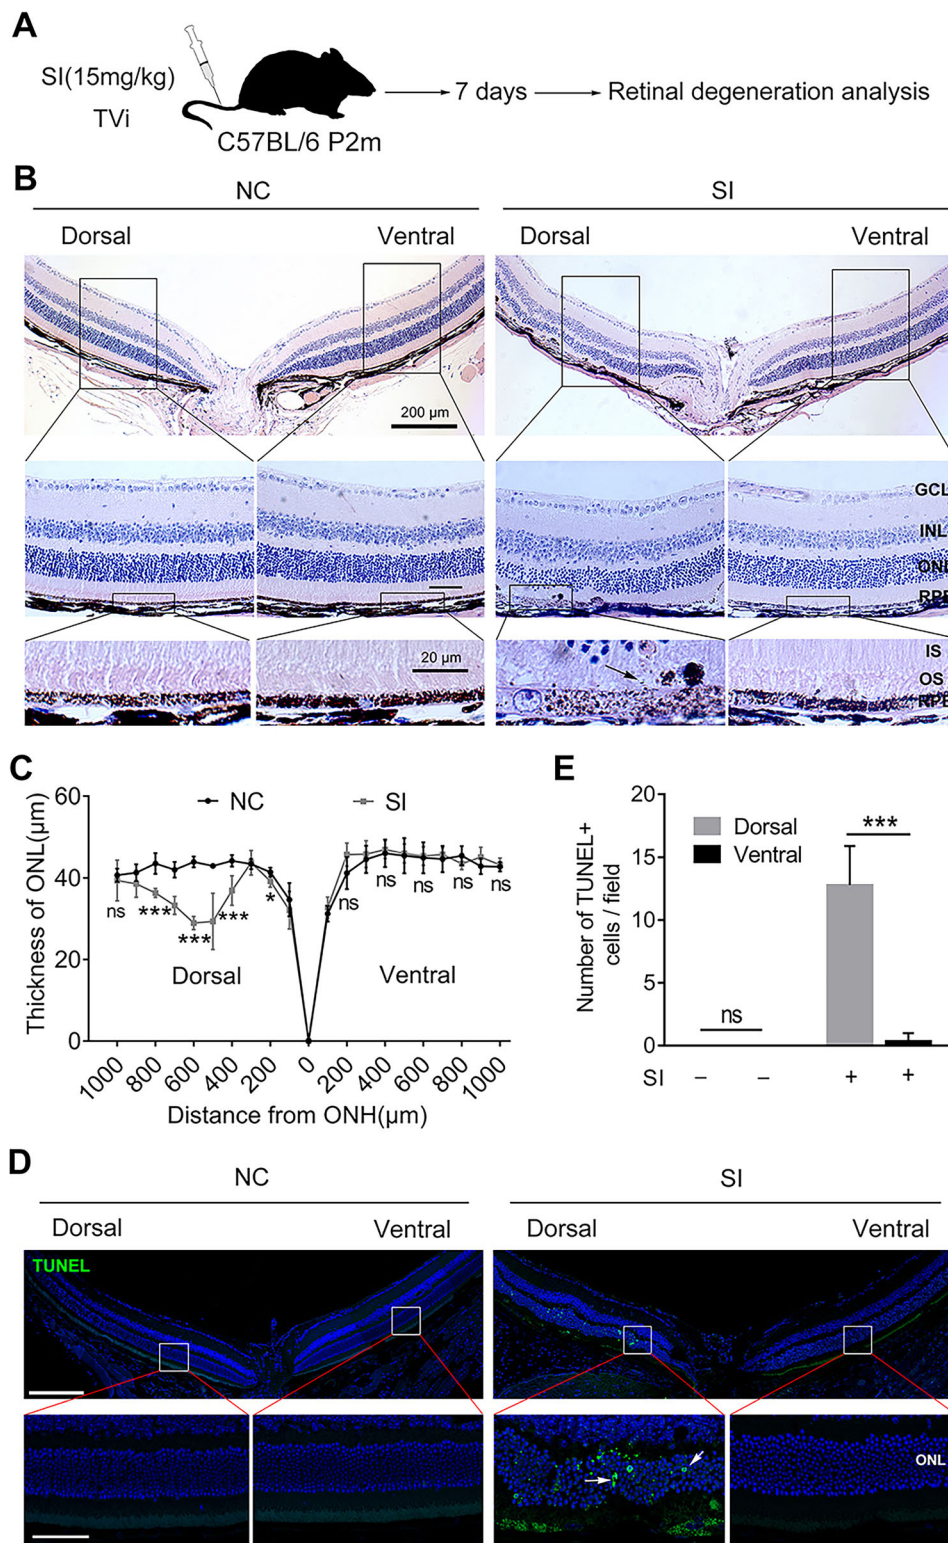 A
SI(15mg/kg)
TVi
C57BL/6 P2m
7 days
Retinal degeneration analysis
B
NC
SI
Dorsal
Ventral
Dorsal
Ventral
200 µm
GCL
INL
ONL
RPE
20 µm
IS
OS
RPE
C
NC
SI
Thickness of ONL(µm)
60
40
20
0
ns
***
***
***
*
ns
ns
ns
ns
ns
Dorsal
Ventral
1000
800
600
400
200
0
200
400
600
800
1000
Distance from ONH(µm)
E
Number of TUNEL+
cells / field
20
15
10
5
0
Dorsal
Ventral
***
ns
SI
–
–
+
+
D
NC
SI
Dorsal
Ventral
Dorsal
Ventral
TUNEL
ONL